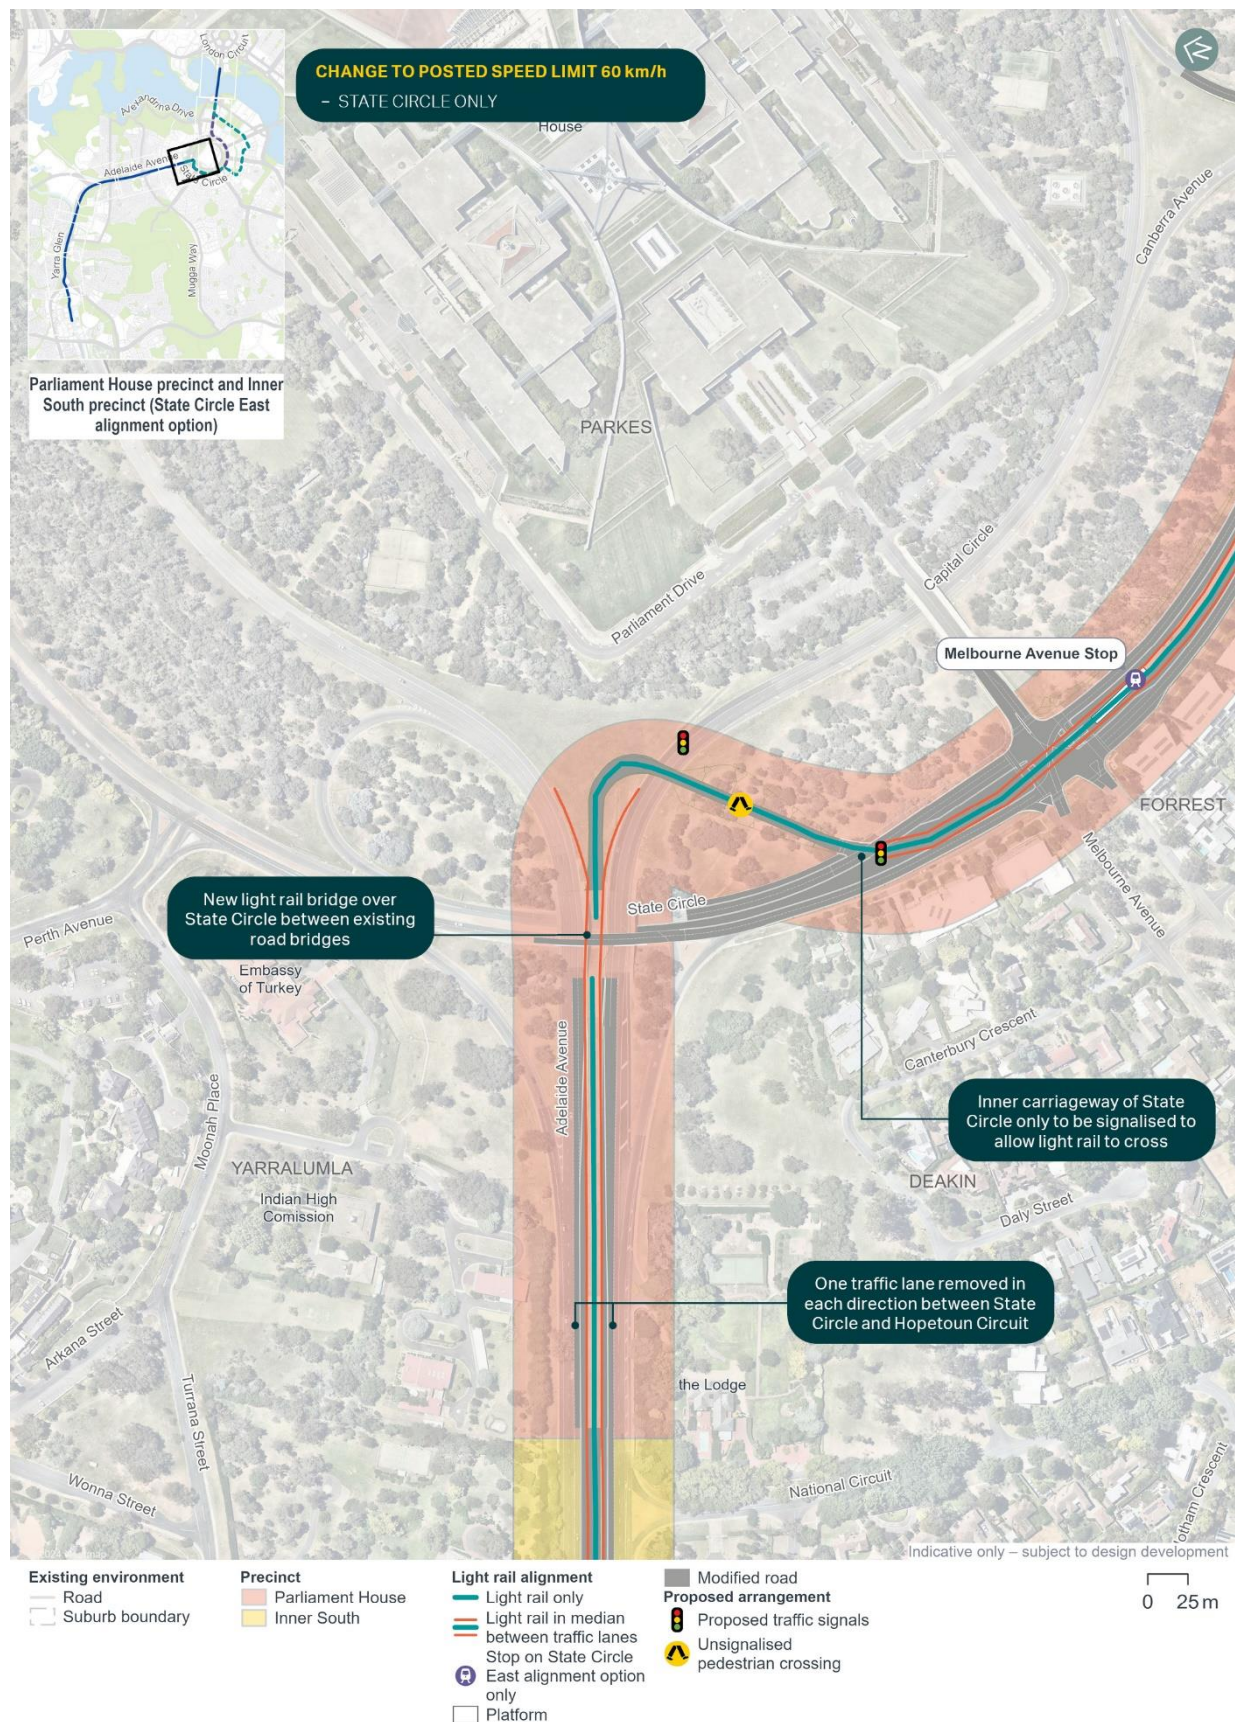 London Circuit
Alexandrina Drive
Adelaide Avenue
State Circle
Yarra Glen
Mugga Way
Parliament House precinct and Inner
South precinct (State Circle East
alignment option)
CHANGE TO POSTED SPEED LIMIT 60 km/h
– STATE CIRCLE ONLY
House
N
Canberra Avenue
PARKES
Capital Circle
Parliament Drive
Melbourne Avenue Stop
FORREST
Melbourne Avenue
State Circle
New light rail bridge over
State Circle between existing
road bridges
Perth Avenue
Embassy
of Turkey
Adelaide Avenue
Canterbury Crescent
Moonah Place
Inner carriageway of State
Circle only to be signalised to
allow light rail to cross
YARRALUMLA
Indian High
Comission
DEAKIN
Daly Street
One traffic lane removed in
each direction between State
Circle and Hopetoun Circuit
Arkana Street
the Lodge
Turrana Street
Wonna Street
National Circuit
otham Crescent
Indicative only – subject to design development
Existing environment
Road
Suburb boundary
Precinct
Parliament House
Inner South
Light rail alignment
Light rail only
Light rail in median
between traffic lanes
Stop on State Circle
East alignment option
only
Platform
Modified road
Proposed arrangement
Proposed traffic signals
Unsignalised
pedestrian crossing
0 25 m